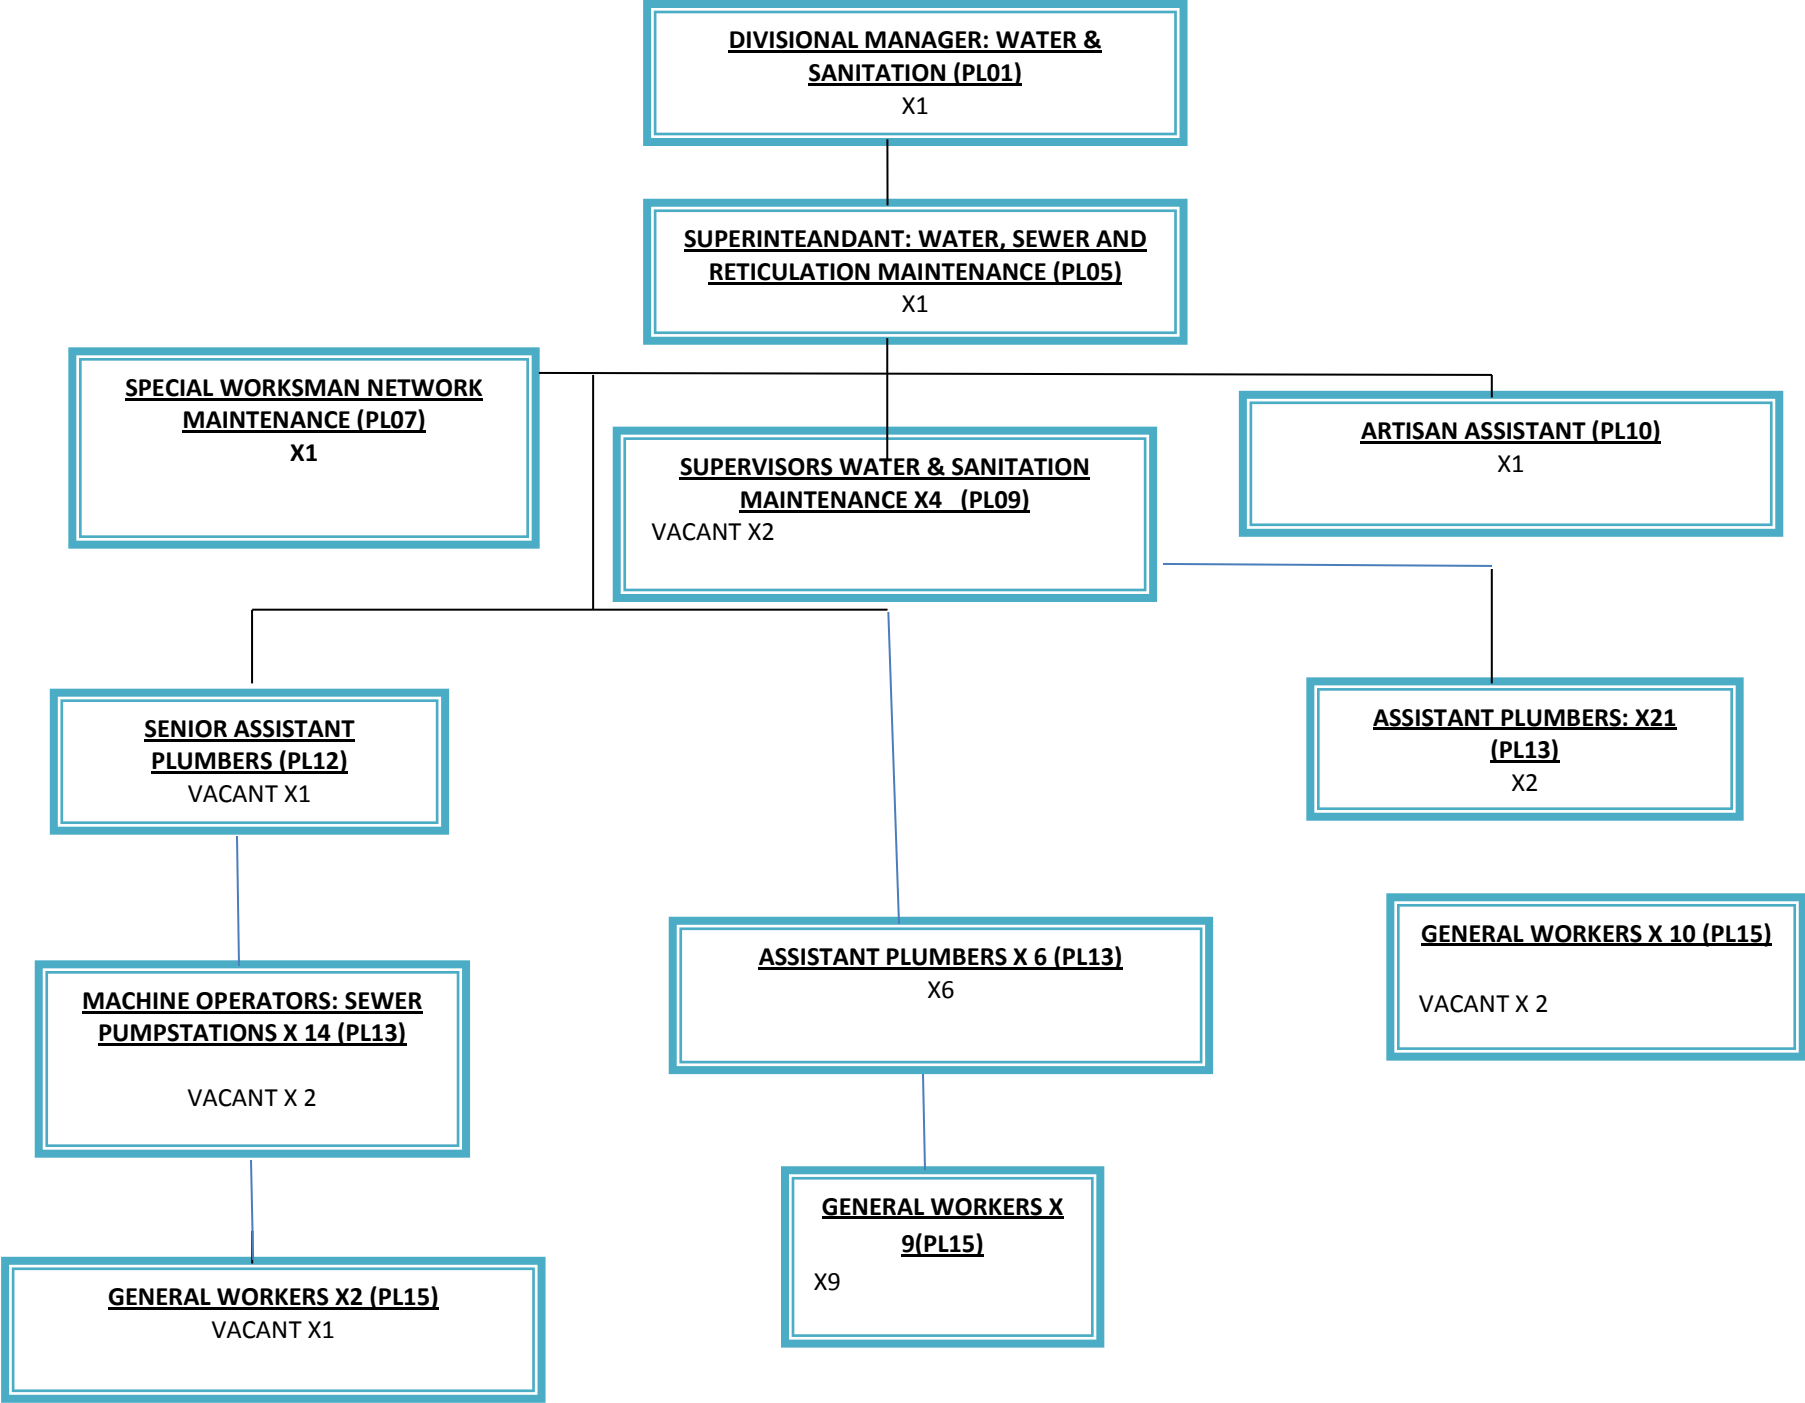 DIVISIONAL MANAGER: WATER &
SANITATION (PL01)
X1
SUPERINTEANDANT: WATER, SEWER AND
RETICULATION MAINTENANCE (PL05)
X1
SPECIAL WORKSMAN NETWORK
MAINTENANCE (PL07)
X1
SUPERVISORS WATER & SANITATION
MAINTENANCE X4   (PL09)
VACANT X2
ARTISAN ASSISTANT (PL10)
X1
SENIOR ASSISTANT
PLUMBERS (PL12)
VACANT X1
ASSISTANT PLUMBERS: X21
(PL13)
X2
MACHINE OPERATORS: SEWER
PUMPSTATIONS X 14 (PL13)
VACANT X 2
ASSISTANT PLUMBERS X 6 (PL13)
X6
GENERAL WORKERS X 10 (PL15)
VACANT X 2
GENERAL WORKERS X
9(PL15)
X9
GENERAL WORKERS X2 (PL15)
VACANT X1